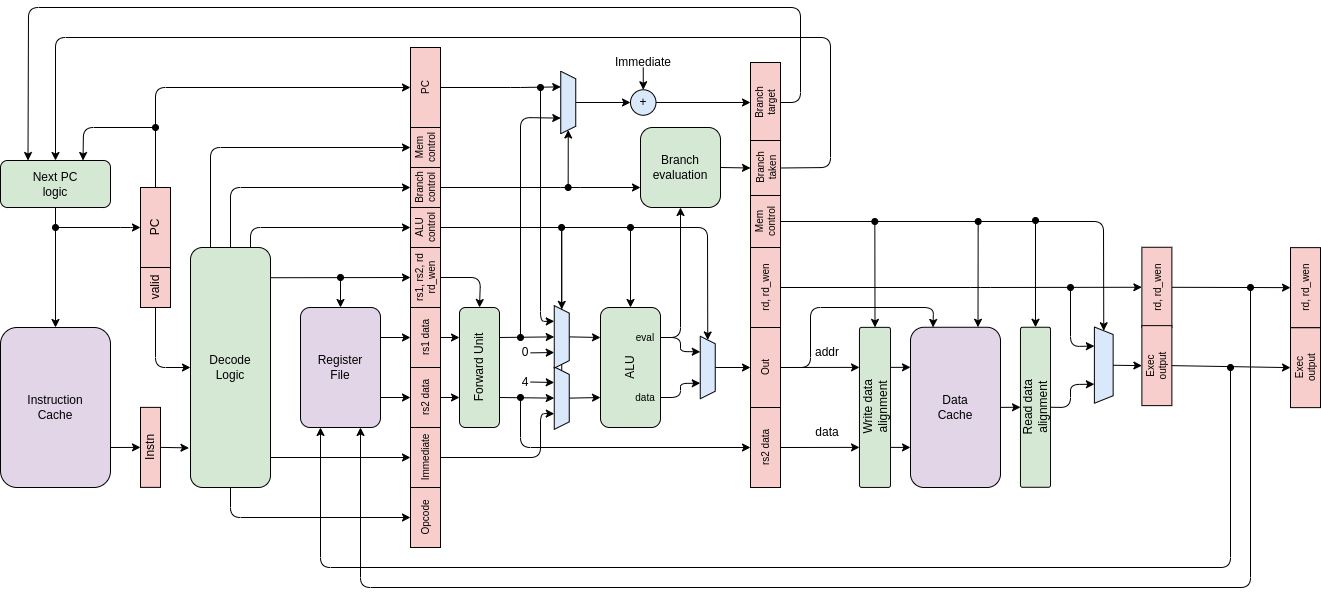 Immediate
+
Next PC
logic
PC
valid
Instruction
Cache
Instn
Decode
Logic
Register
File
PC
Mem
control
Branch
control
ALU
control
rs1, rs2, rd
rd_wen
rs1 data
rs2 data
Immediate
Opcode
Forward Unit
0
4
ALU
eval
data
Branch
evaluation
Branch
target
Branch
taken
Mem
control
rd, rd_wen
Out
rs2 data
addr
data
Write data
alignment
Data
Cache
Read data
alignment
rd, rd_wen
Exec
output
rd, rd_wen
Exec
output